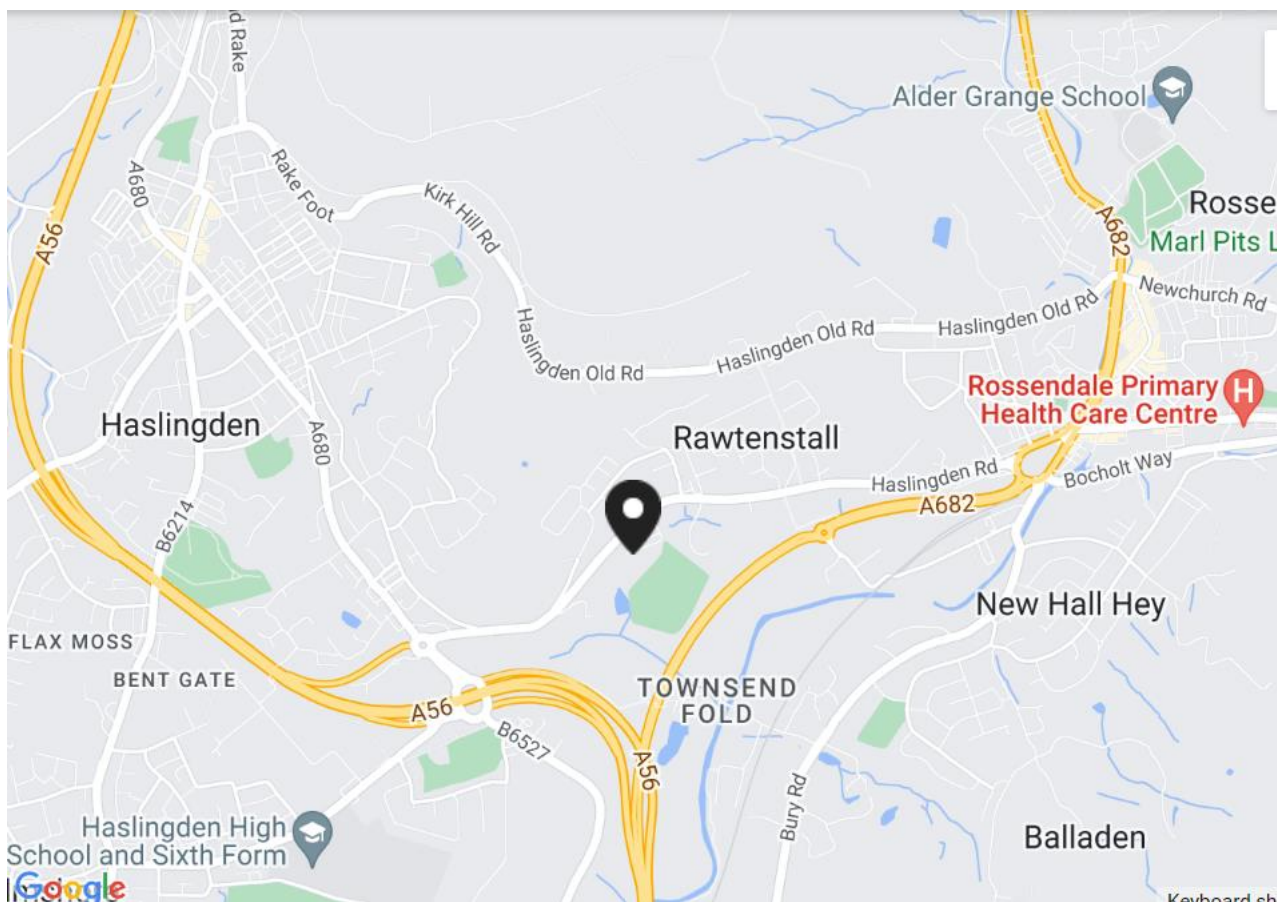 d Rake
Alder Grange School
A680
Rake Foot
Kirk Hill Rd
A56
A682
Rosse
Marl Pits L
Newchurch Rd
Haslingden Old Rd
Haslingden Old Rd
Haslingden Old Rd
Rossendale Primary
Health Care Centre
H
Haslingden
A680
Rawtenstall
Haslingden Rd
Bocholt Way
A682
B6214
New Hall Hey
FLAX MOSS
BENT GATE
TOWNSEND
FOLD
A56
B6527
A56
Bury Rd
Haslingden High
School and Sixth Form
Balladen
Google
Keyboard sh